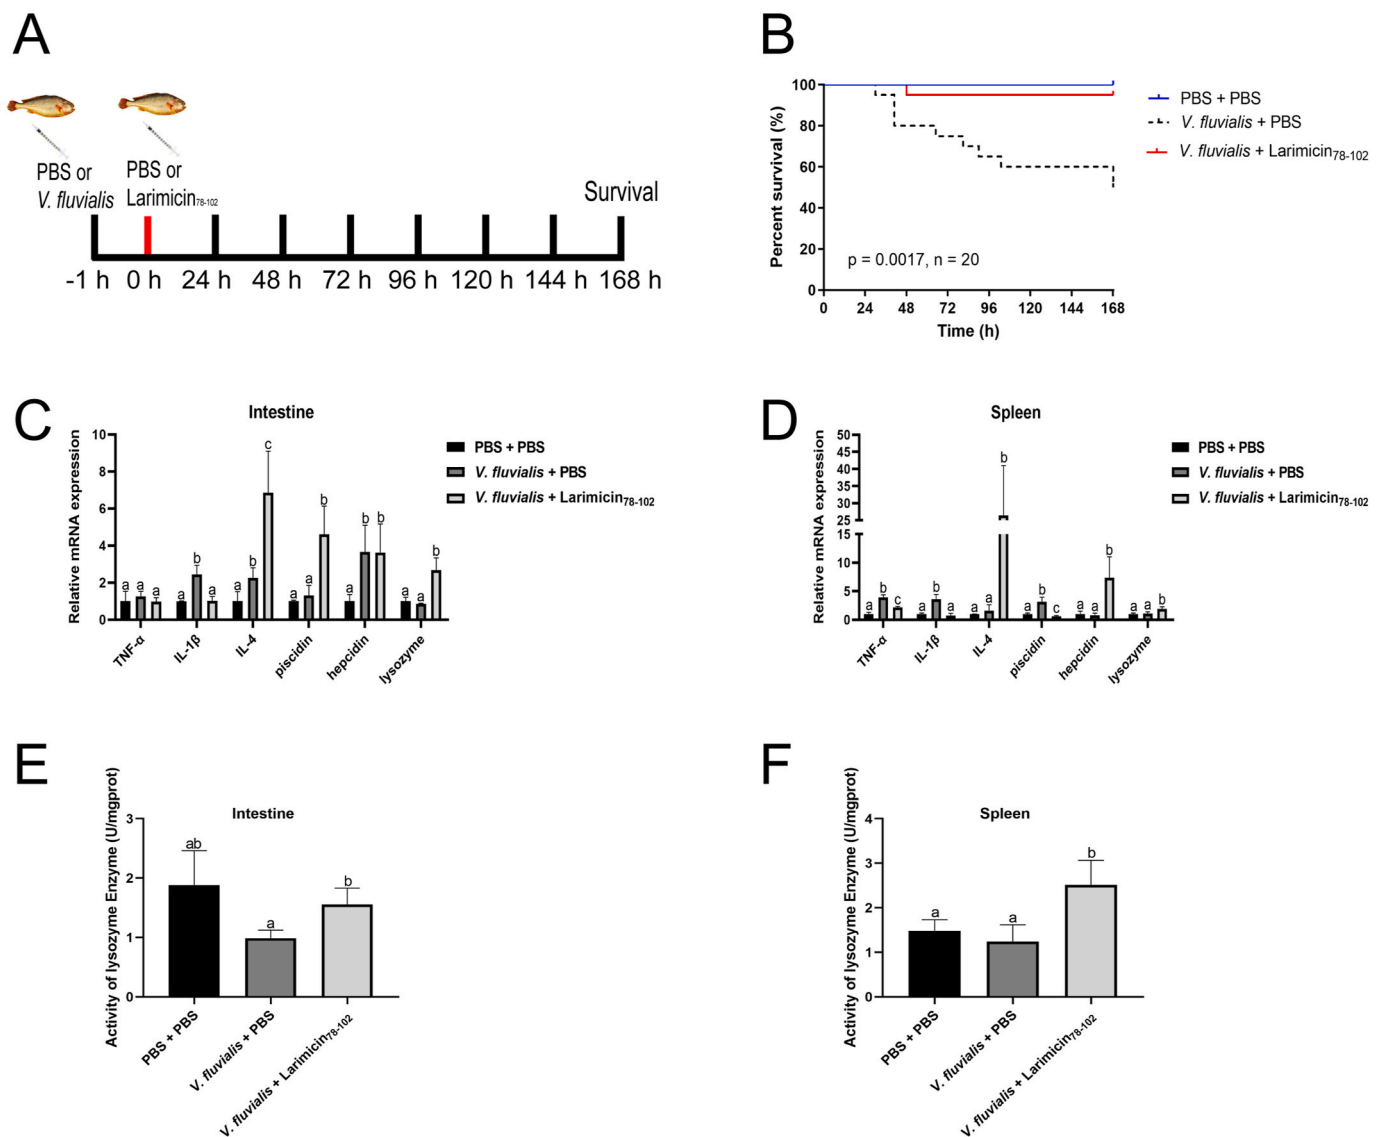 A
PBS or
V. fluvialis
PBS or
Larimicin78-102
Survival
-1 h 0 h 24 h 48 h 72 h 96 h 120 h 144 h 168 h
B
Percent survival (%)
100
80
60
40
20
0
p = 0.0017, n = 20
0 24 48 72 96 120 144 168
Time (h)
PBS + PBS
V. fluvialis + PBS
V. fluvialis + Larimicin78-102
C
Intestine
Relative mRNA expression
10
8
6
4
2
0
a a a
a b a
a b c
a a b
a b b
a a b
TNF-α IL-1β IL-4 piscidin hepcidin lysozyme
PBS + PBS
V. fluvialis + PBS
V. fluvialis + Larimicin78-102
D
Spleen
Relative mRNA expression
50
45
40
35
30
25
15
10
5
0
a b c
a b a
a a b
a b c
a a b
a a b
TNF-α IL-1β IL-4 piscidin hepcidin lysozyme
PBS + PBS
V. fluvialis + PBS
V. fluvialis + Larimicin78-102
E
Intestine
Activity of lysozyme Enzyme (U/mgprot)
3
2
1
0
ab a b
PBS + PBS
V. fluvialis + PBS
V. fluvialis + Larimicin78-102
F
Spleen
Activity of lysozyme Enzyme (U/mgprot)
4
3
2
1
0
a a b
PBS + PBS
V. fluvialis + PBS
V. fluvialis + Larimicin78-102